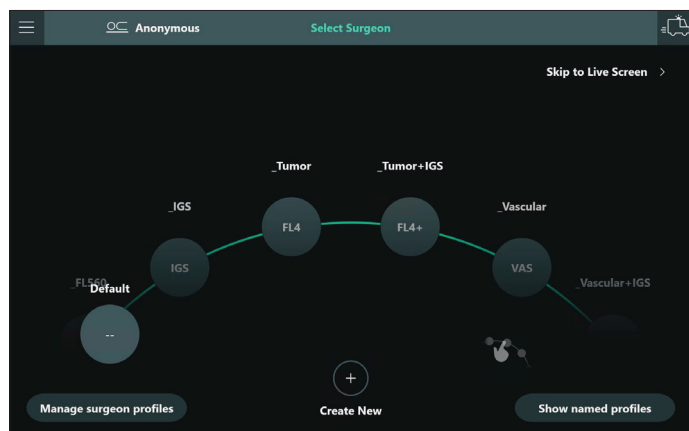 Anonymous
Select Surgeon
Skip to Live Screen
_Tumor
_Tumor+IGS
_IGS
_Vascular
FL4
FL4+
IGS
VAS
_FL560
Default
_Vascular+IGS
--
+
Manage surgeon profiles
Create New
Show named profiles